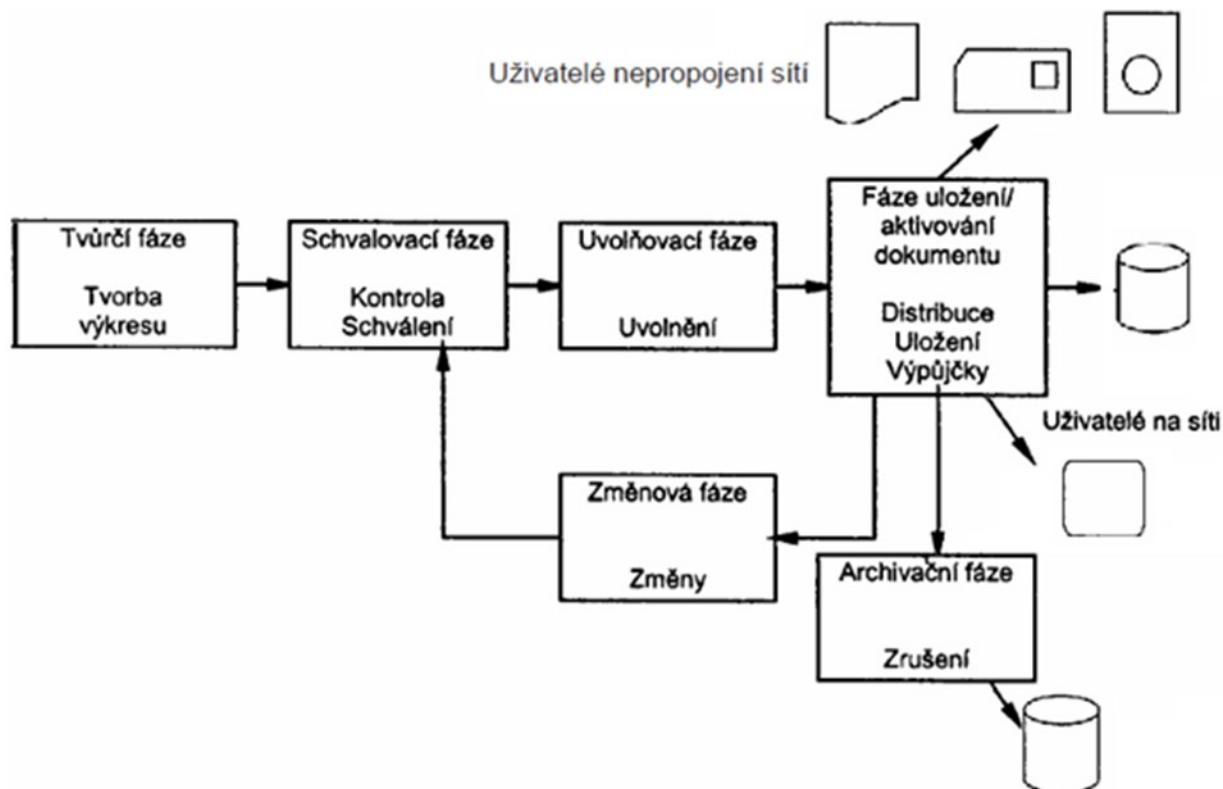 Uživatelé nepropojení sítí
Tvůrčí fáze
Tvorba
výkresu
Schvalovací fáze
Kontrola
Schválení
Uvolňovací fáze
Uvolnění
Fáze uložení/
aktivování
dokumentu
Distribuce
Uložení
Výpůjčky
Uživatelé na síti
Změnová fáze
Změny
Archivační fáze
Zrušení